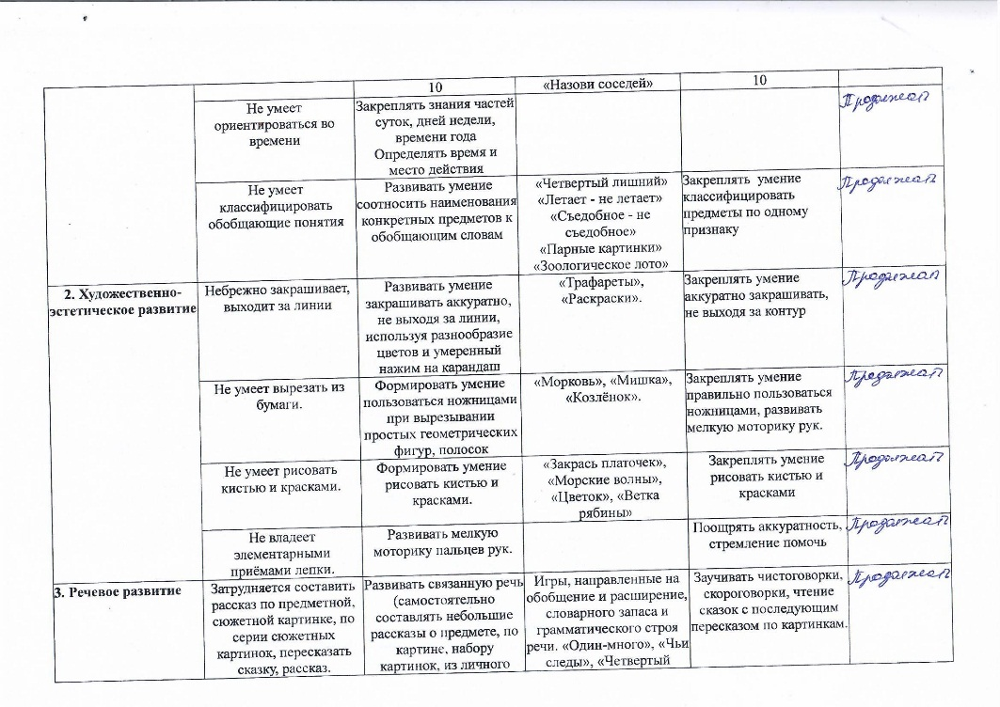 10
«Назови соседей»
10
Не умеет
ориентироваться во
времени
Закреплять знания частей
суток, дней недели,
времени года
Определять время и
место действия
Продолжать
Не умеет
классифицировать
обобщающие понятия
Развивать умение
соотносить наименования
конкретных предметов к
обобщающим словам
«Четвертый лишний»
«Летает - не летает»
«Съедобное - не
съедобное»
«Парные картинки»
«Зоологическое лото»
Закреплять умение
классифицировать
предметы по одному
признаку
Продолжать
2. Художественно-
эстетическое развитие
Небрежно закрашивает,
выходит за линии
Развивать умение
закрашивать аккуратно,
не выходя за линии,
используя разнообразие
цветов и умеренный
нажим на карандаш
«Трафареты»,
«Раскраски».
Закреплять умение
аккуратно закрашивать,
не выходя за контур
Продолжать
Не умеет вырезать из
бумаги.
Формировать умение
пользоваться ножницами
при вырезывании
простых геометрических
фигур, полосок
«Морковь», «Мишка»,
«Козлёнок».
Закреплять умение
правильно пользоваться
ножницами, развивать
мелкую моторику рук.
Продолжать
Не умеет рисовать
кистью и красками.
Формировать умение
рисовать кистью и
красками.
«Закрась платочек»,
«Морские волны»,
«Цветок», «Ветка
рябины»
Закреплять умение
рисовать кистью и
красками
Продолжать
Не владеет
элементарными
приёмами лепки.
Развивать мелкую
моторику пальцев рук.
Поощрять аккуратность,
стремление помочь
Продолжать
3. Речевое развитие
Затрудняется составить
рассказ по предметной,
сюжетной картинке, по
серии сюжетных
картинок, пересказать
сказку, рассказ.
Развивать связанную речь
(самостоятельно
составлять небольшие
рассказы о предмете, по
картине, набору
картинок, из личного
Игры, направленные на
обобщение и расширение,
словарного запаса и
грамматического строя
речи. «Один-много», «Чьи
следы», «Четвертый
Заучивать чистоговорки,
скороговорки, чтение
сказок с последующим
пересказом по картинкам.
Продолжать